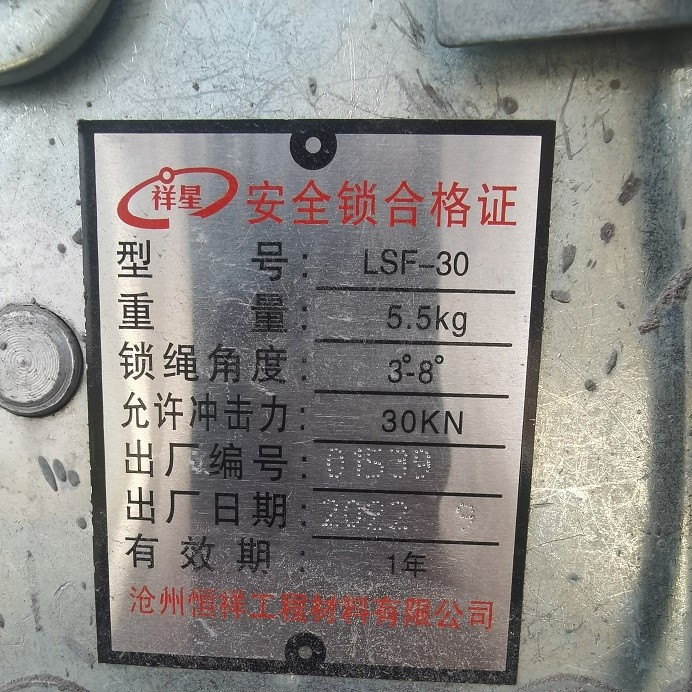 祥星 安全锁合格证
型号: LSF-30
重量: 5.5kg
锁绳角度: 3°-8°
允许冲击力: 30KN
出厂编号: 01539
出厂日期: 2022 9
有效期: 1年
沧州恒祥工程材料有限公司